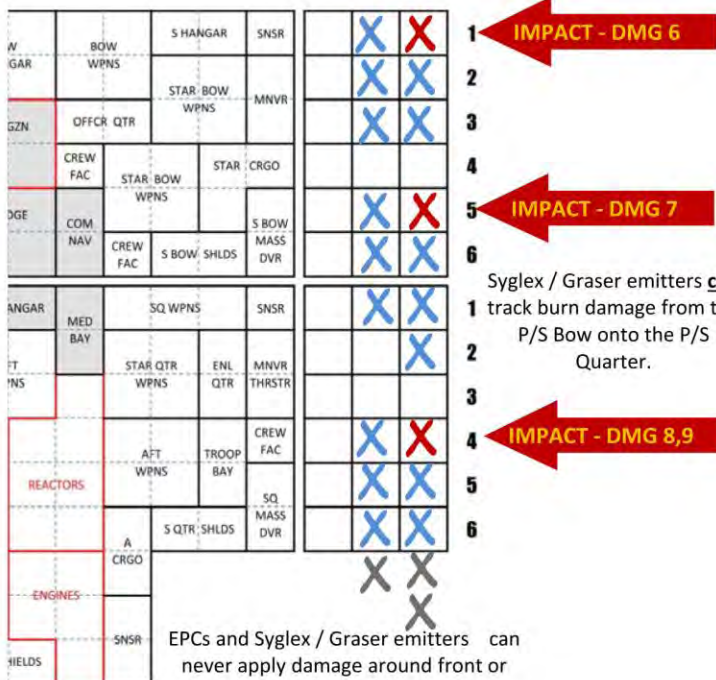 S HANGAR SNSR
BOW
WPNS
STAR BOW
WPNS
MNVR
OFFCR QTR
CREW
FAC
STAR BOW
WPNS
STAR CRGO
COM
NAV
CREW
FAC
S BOW SHLDS
S BOW
MASS
DVR
1
2
3
4
5
6
IMPACT - DMG 6
IMPACT - DMG 7
MED
BAY
SQ WPNS
SNSR
STAR QTR
WPNS
ENL
QTR
MNVR
THRSTR
AFT
WPNS
TROOP
BAY
CREW
FAC
REACTORS
SQ
MASS
DVR
S QTR SHLDS
A
CRGO
ENGINES
SNSR
1
2
3
4
5
6
Syglex / Graser emitters
track burn damage from
P/S Bow onto the P/S
Quarter.
IMPACT - DMG 8,9
EPCs and Syglex / Graser emitters can
never apply damage around front or